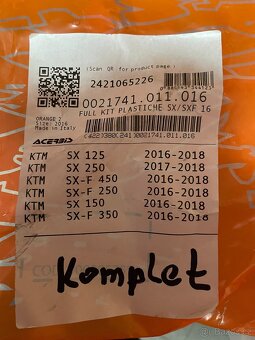 (Scan QR for product page.)
2421065226
0021741.011.016
FULL KIT PLASTICHE SX/SXF 16
ORANGE 2
Size: 2016
Made in Italy
ACERBIS
KTM SX 125 2016-2018
KTM SX 250 2017-2018
KTM SX-F 450 2016-2018
KTM SX-F 250 2016-2018
KTM SX 150 2016-2018
KTM SX-F 350 2016-2018
Komplet